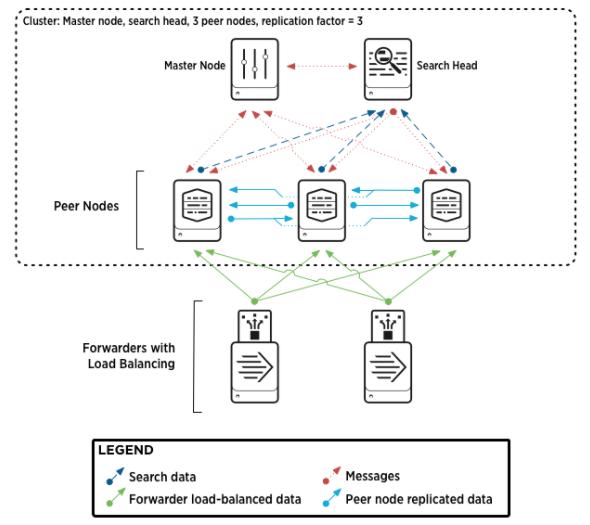 Cluster: Master node, search head, 3 peer nodes, replication factor = 3
Master Node
Search Head
Peer Nodes
Forwarders with
Load Balancing
LEGEND
Search data
Messages
Forwarder load-balanced data
Peer node replicated data